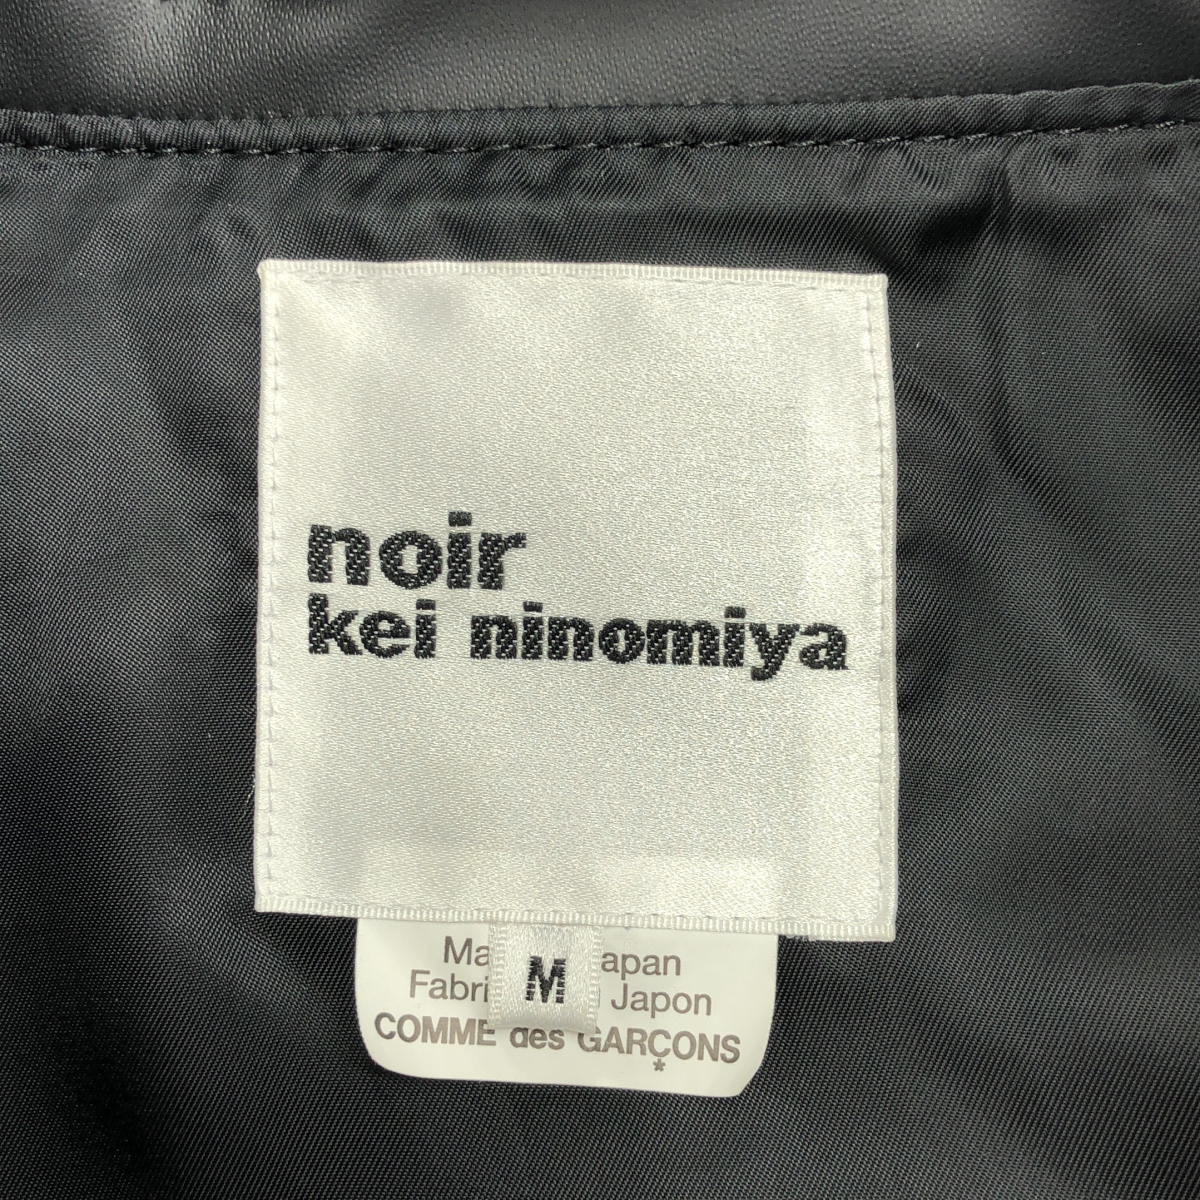 noir
kei ninomiya
M
Ma apan
Fabri Japon
COMME des GARÇONS
*